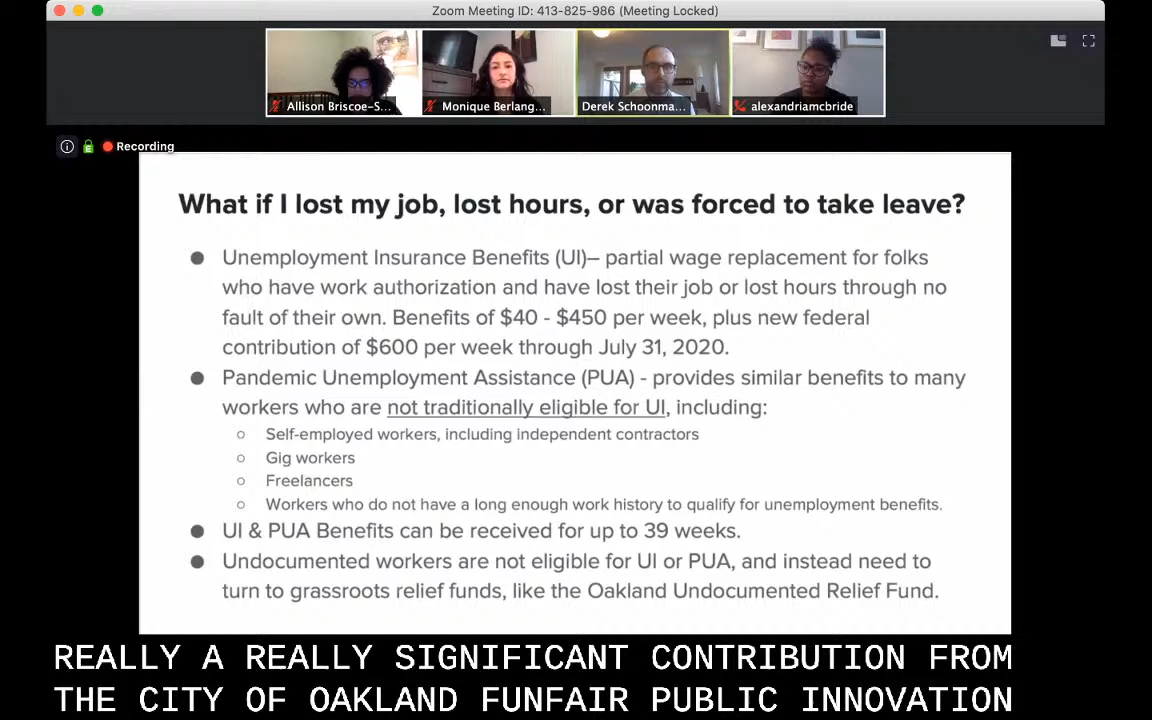 Zoom Meeting ID: 413-825-986 (Meeting Locked)
Allison Briscoe-S... Monique Berlang... Derek Schoonma... alexandriamcbride
Recording
What if I lost my job, lost hours, or was forced to take leave?
● Unemployment Insurance Benefits (UI)– partial wage replacement for folks
who have work authorization and have lost their job or lost hours through no
fault of their own. Benefits of $40 - $450 per week, plus new federal
contribution of $600 per week through July 31, 2020.
● Pandemic Unemployment Assistance (PUA) - provides similar benefits to many
workers who are not traditionally eligible for UI, including:
○ Self-employed workers, including independent contractors
○ Gig workers
○ Freelancers
○ Workers who do not have a long enough work history to qualify for unemployment benefits.
● UI & PUA Benefits can be received for up to 39 weeks.
● Undocumented workers are not eligible for UI or PUA, and instead need to
turn to grassroots relief funds, like the Oakland Undocumented Relief Fund.
REALLY A REALLY SIGNIFICANT CONTRIBUTION FROM
THE CITY OF OAKLAND FUNFAIR PUBLIC INNOVATION